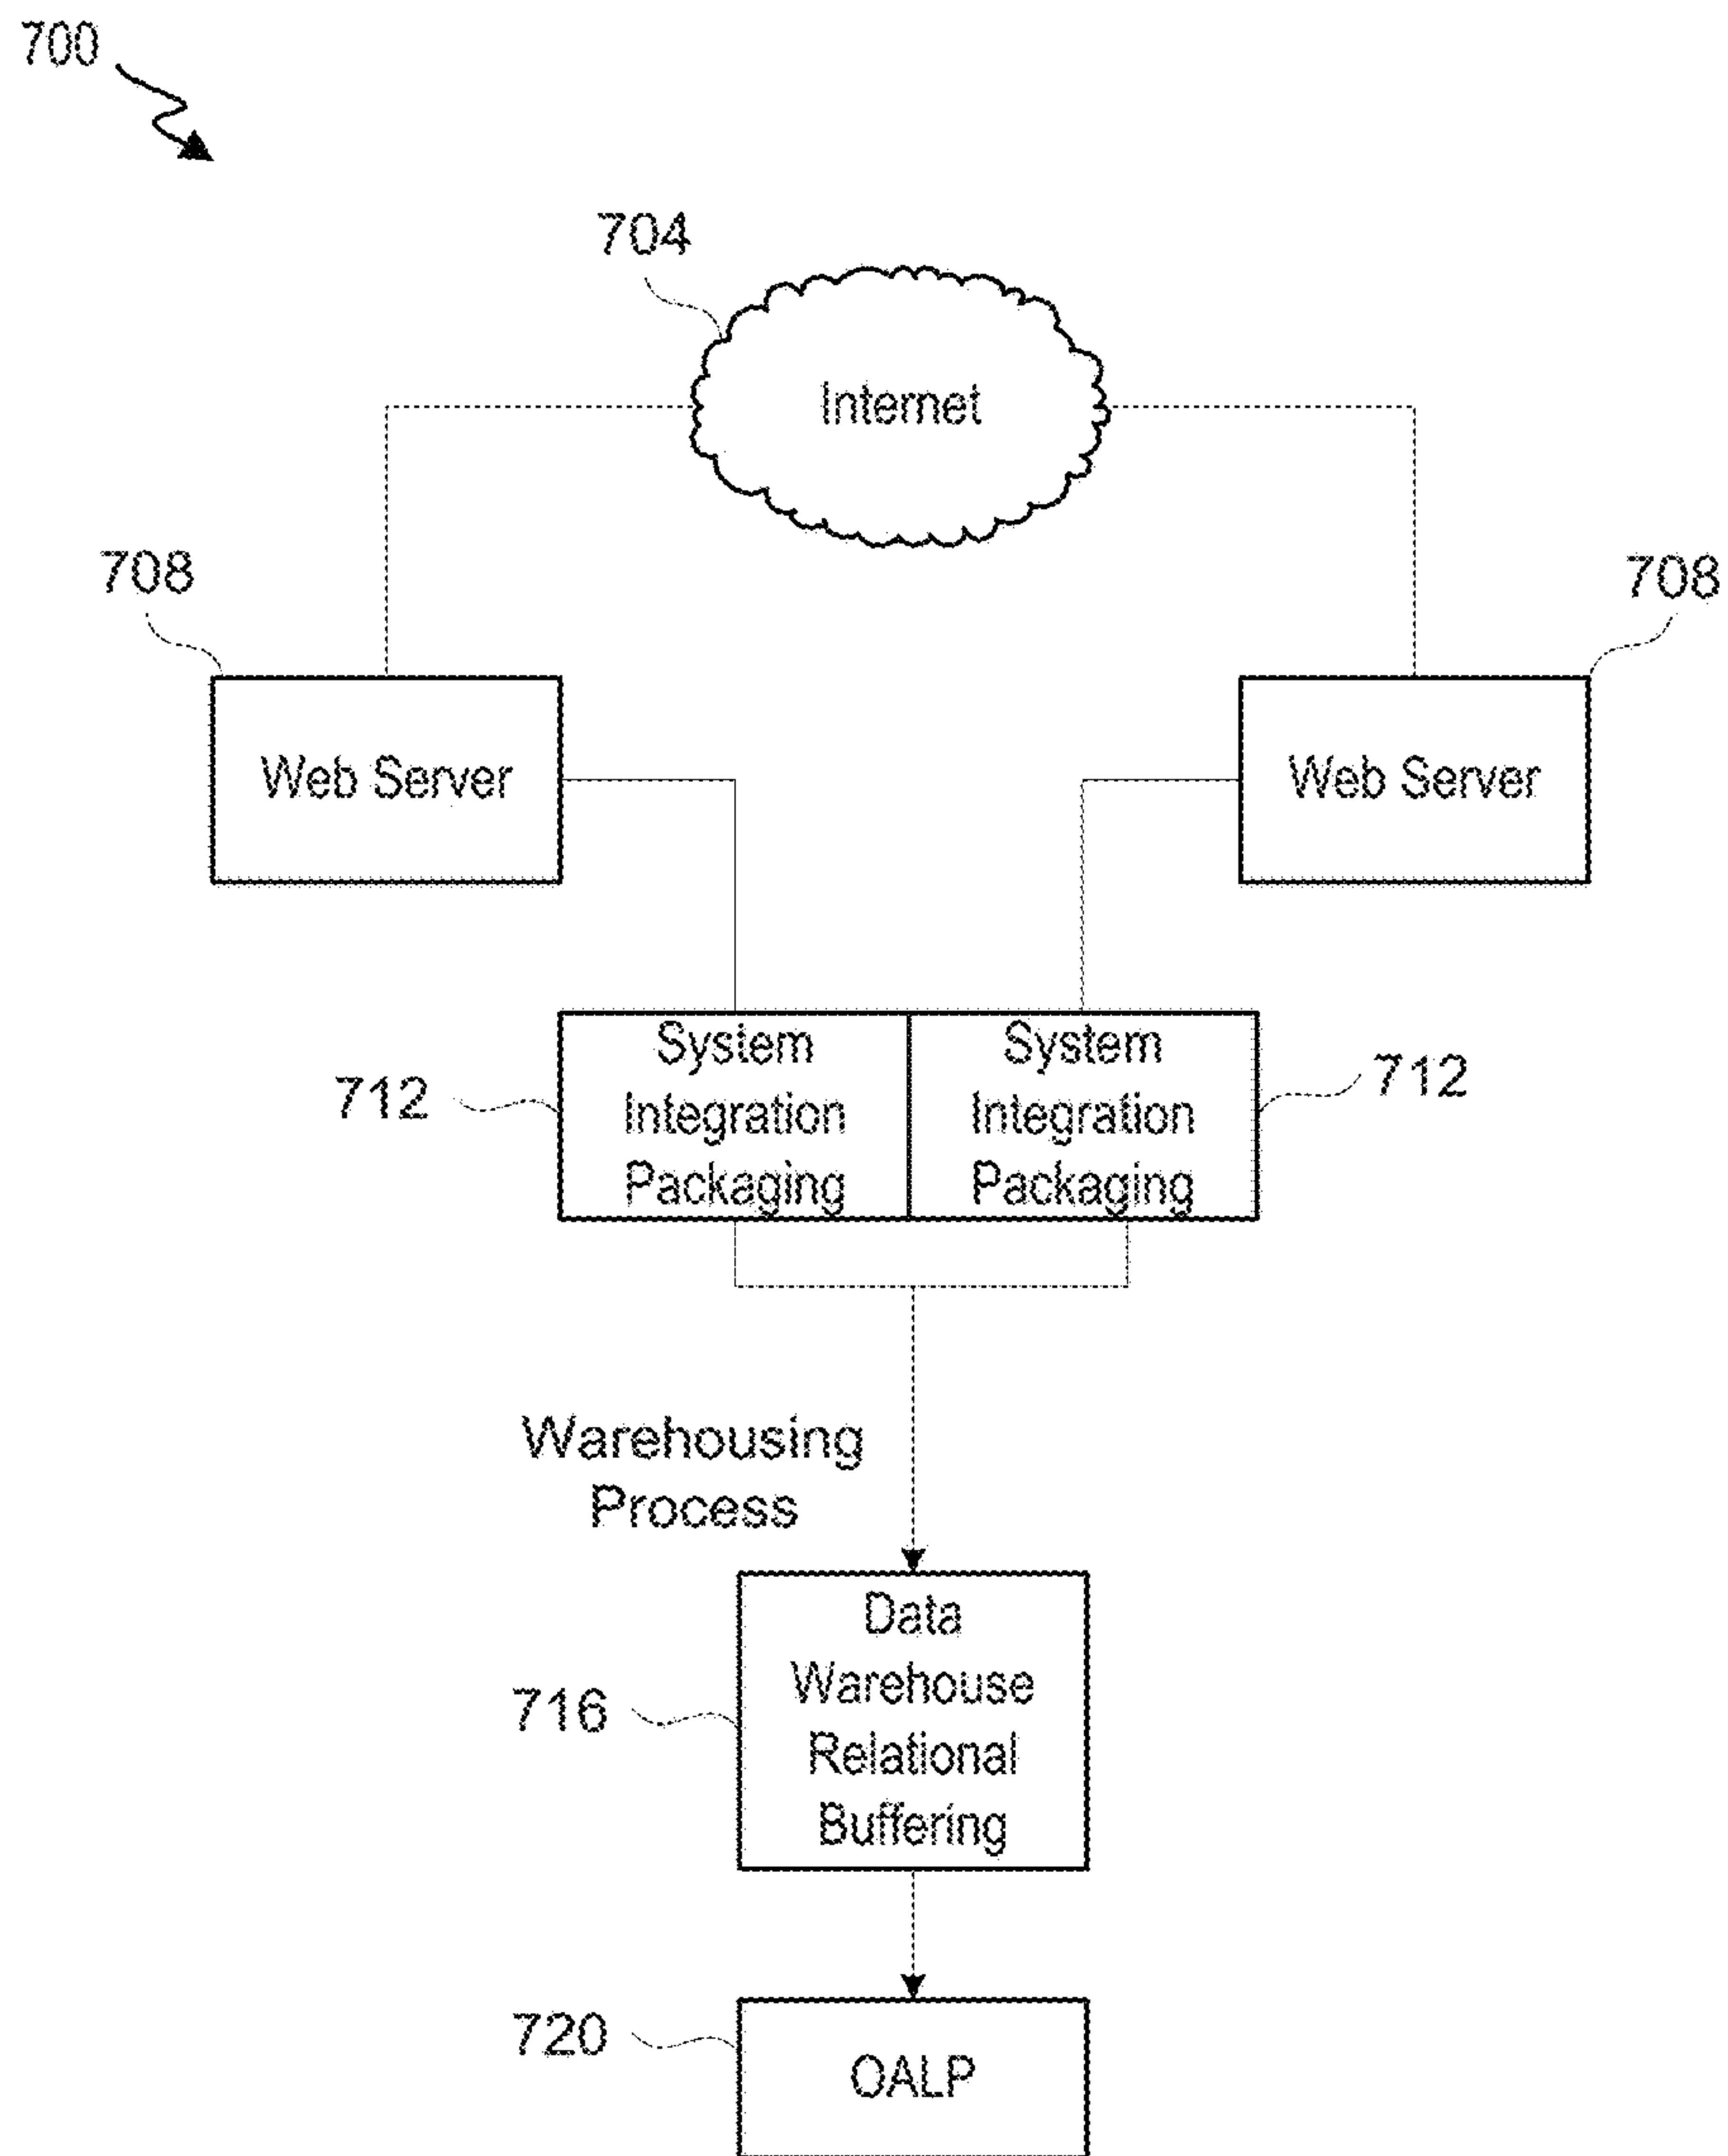 700
704
Internet
708
708
Web Server
Web Server
System
Integration
Packaging
System
Integration
Packaging
712
712
Warehousing
Process
Data
Warehouse
Relational
Buffering
716
720
OALP